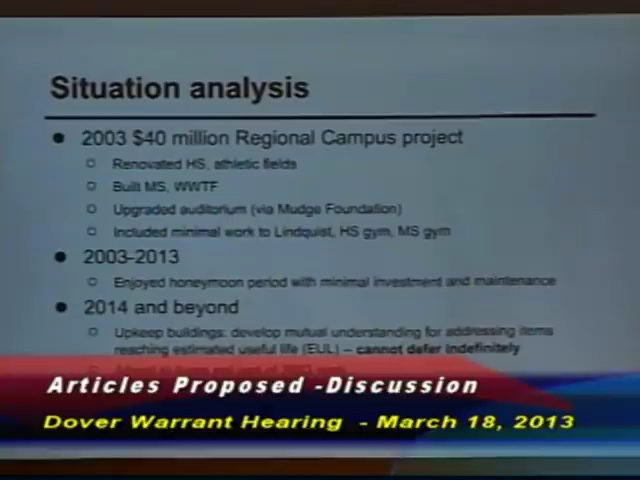 Situation analysis
● 2003 $40 million Regional Campus project
○ Renovated HS, athletic fields
○ Built MS, WWTF
○ Upgraded auditorium (via Mudge Foundation)
○ Included minimal work to Lindquist, HS gym, MS gym
● 2003-2013
○ Enjoyed honeymoon period with minimal investment and maintenance
● 2014 and beyond
○ Upkeep buildings: develop mutual understanding for addressing items
reaching estimated useful life (EUL) – cannot defer indefinitely
Articles Proposed -Discussion
Dover Warrant Hearing - March 18, 2013